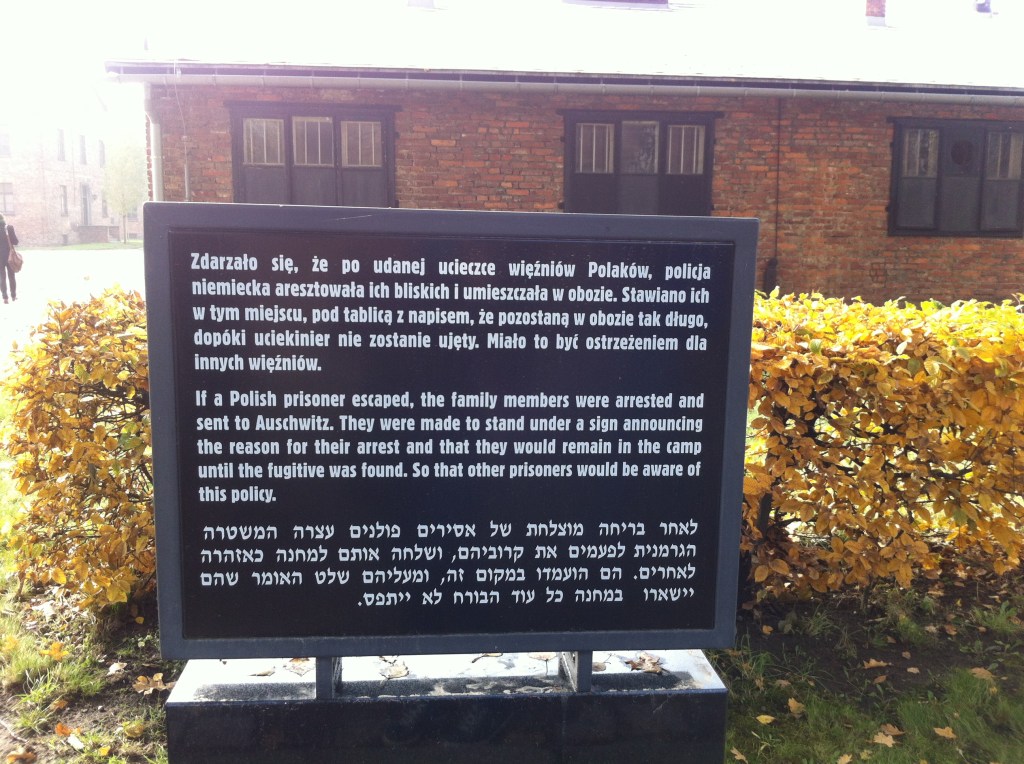 Zdarzało się, że po udanej ucieczce więźniów Polaków, policja
niemiecka aresztowała ich bliskich i umieszczała w obozie. Stawiano ich
w tym miejscu, pod tablicą z napisem, że pozostaną w obozie tak długo,
dopóki uciekinier nie zostanie ujęty. Miało to być ostrzeżeniem dla
innych więźniów.
If a Polish prisoner escaped, the family members were arrested and
sent to Auschwitz. They were made to stand under a sign announcing
the reason for their arrest and that they would remain in the camp
until the fugitive was found. So that other prisoners would be aware of
this policy.
לאחר בריחה מוצלחת של אסירים פולנים עצרה המשטרה
הגרמנית לפעמים את קרוביהם, ושלחה אותם למחנה כאזהרה
לאחרים. הם הועמדו במקום זה, ומעליהם שלט האומר שהם
יישארו במחנה כל עוד הבורח לא ייתפס.